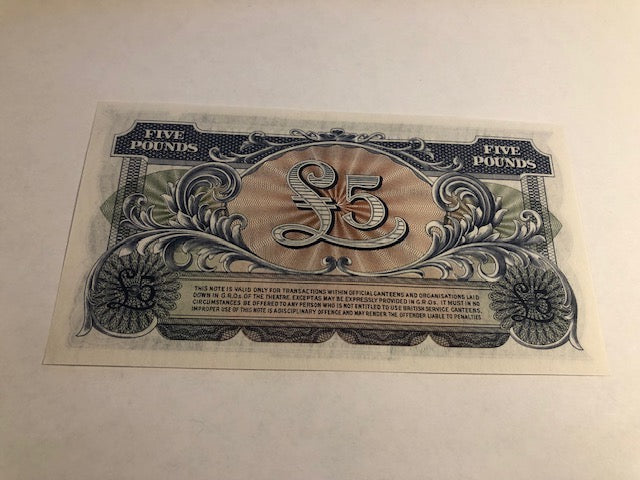 FIVE
POUNDS
FIVE
POUNDS
£5
THIS NOTE IS VALID ONLY FOR TRANSACTIONS WITHIN OFFICIAL CANTEENS AND ORGANISATIONS LAID
DOWN IN G.R.Os. OF THE THEATRE, EXCEPT AS MAY BE EXPRESSLY PROVIDED IN G.R.Os. IT MUST IN NO
CIRCUMSTANCES BE OFFERED TO ANY PERSON WHO IS NOT ENTITLED TO USE BRITISH SERVICE CANTEENS.
IMPROPER USE OF THIS NOTE IS A DISCIPLINARY OFFENCE AND MAY RENDER THE OFFENDER LIABLE TO PENALTIES
£5
£5